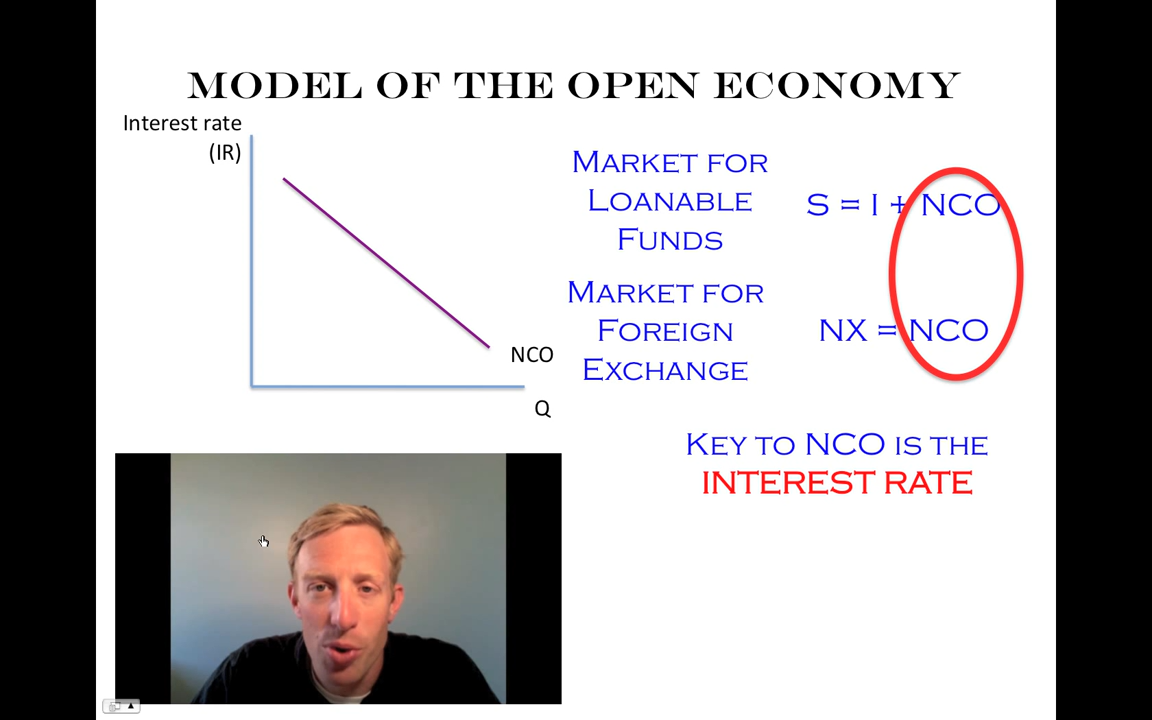 MODEL OF THE OPEN ECONOMY
Interest rate
(IR)
NCO
Q
MARKET FOR
LOANABLE
FUNDS
S = I + NCO
MARKET FOR
FOREIGN
EXCHANGE
NX = NCO
KEY TO NCO IS THE
INTEREST RATE